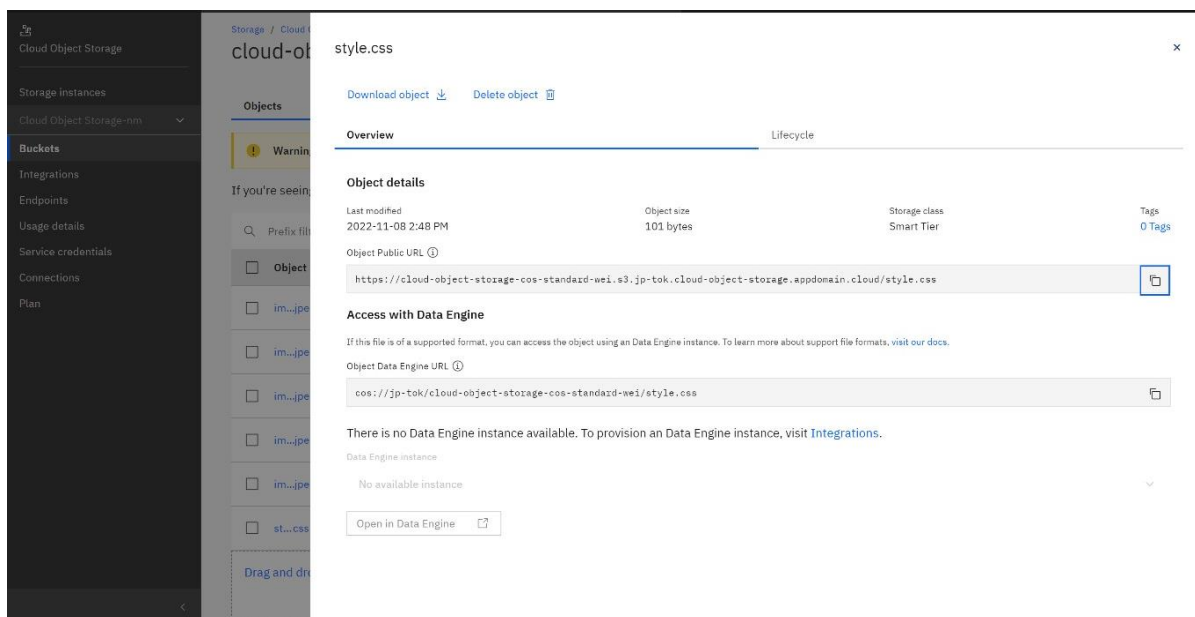 Cloud Object Storage
Storage instances
Cloud Object Storage-nm
Buckets
Integrations
Endpoints
Usage details
Service credentials
Connections
Plan
Storage / Cloud
cloud-ob
Objects
Warnin
If you're seein
Prefix filt
Object
im...jpe
im...jpe
im...jpe
im...jpe
im...jpe
st...css
Drag and dro
style.css
Download object Delete object
Overview Lifecycle
Object details
Last modified Object size Storage class Tags
2022-11-08 2:48 PM 101 bytes Smart Tier 0 Tags
Object Public URL
https://cloud-object-storage-cos-standard-wei.s3.jp-tok.cloud-object-storage.appdomain.cloud/style.css
Access with Data Engine
If this file is of a supported format, you can access the object using an Data Engine instance. To learn more about support file formats, visit our docs.
Object Data Engine URL
cos://jp-tok/cloud-object-storage-cos-standard-wei/style.css
There is no Data Engine instance available. To provision an Data Engine instance, visit Integrations.
Data Engine instance
No available instance
Open in Data Engine